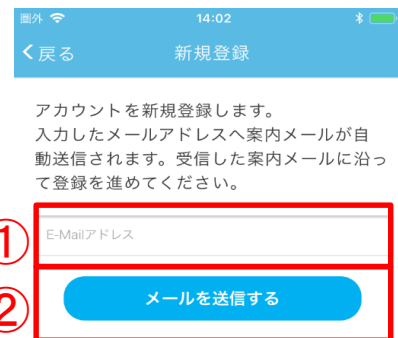 圏外 14:02
戻る 新規登録
アカウントを新規登録します。
入力したメールアドレスへ案内メールが自
動送信されます。受信した案内メールに沿っ
て登録を進めてください。
① E-Mailアドレス
② メールを送信する